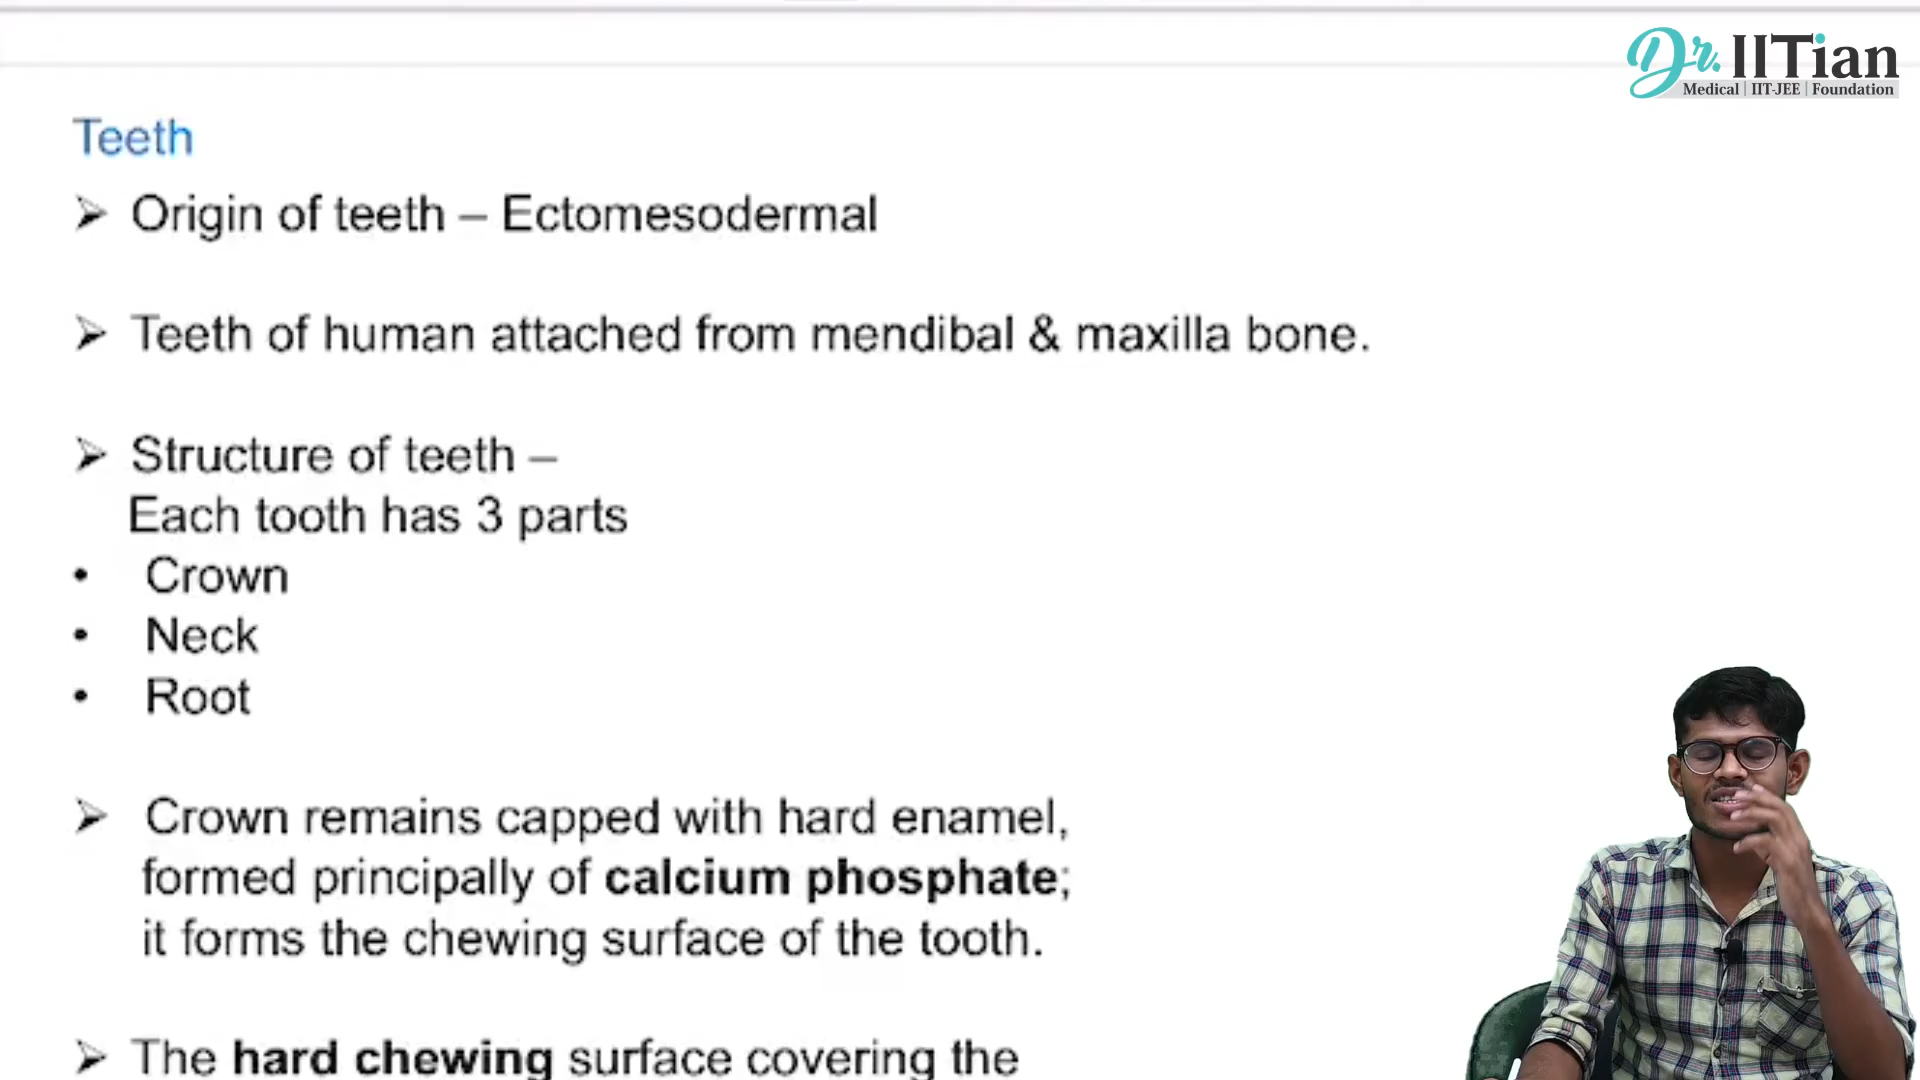 Dr. IITian
Medical | IIT-JEE | Foundation
Teeth
➢ Origin of teeth – Ectomesodermal
➢ Teeth of human attached from mendibal & maxilla bone.
➢ Structure of teeth –
Each tooth has 3 parts
• Crown
• Neck
• Root
➢ Crown remains capped with hard enamel,
formed principally of calcium phosphate;
it forms the chewing surface of the tooth.
➢ The hard chewing surface covering the